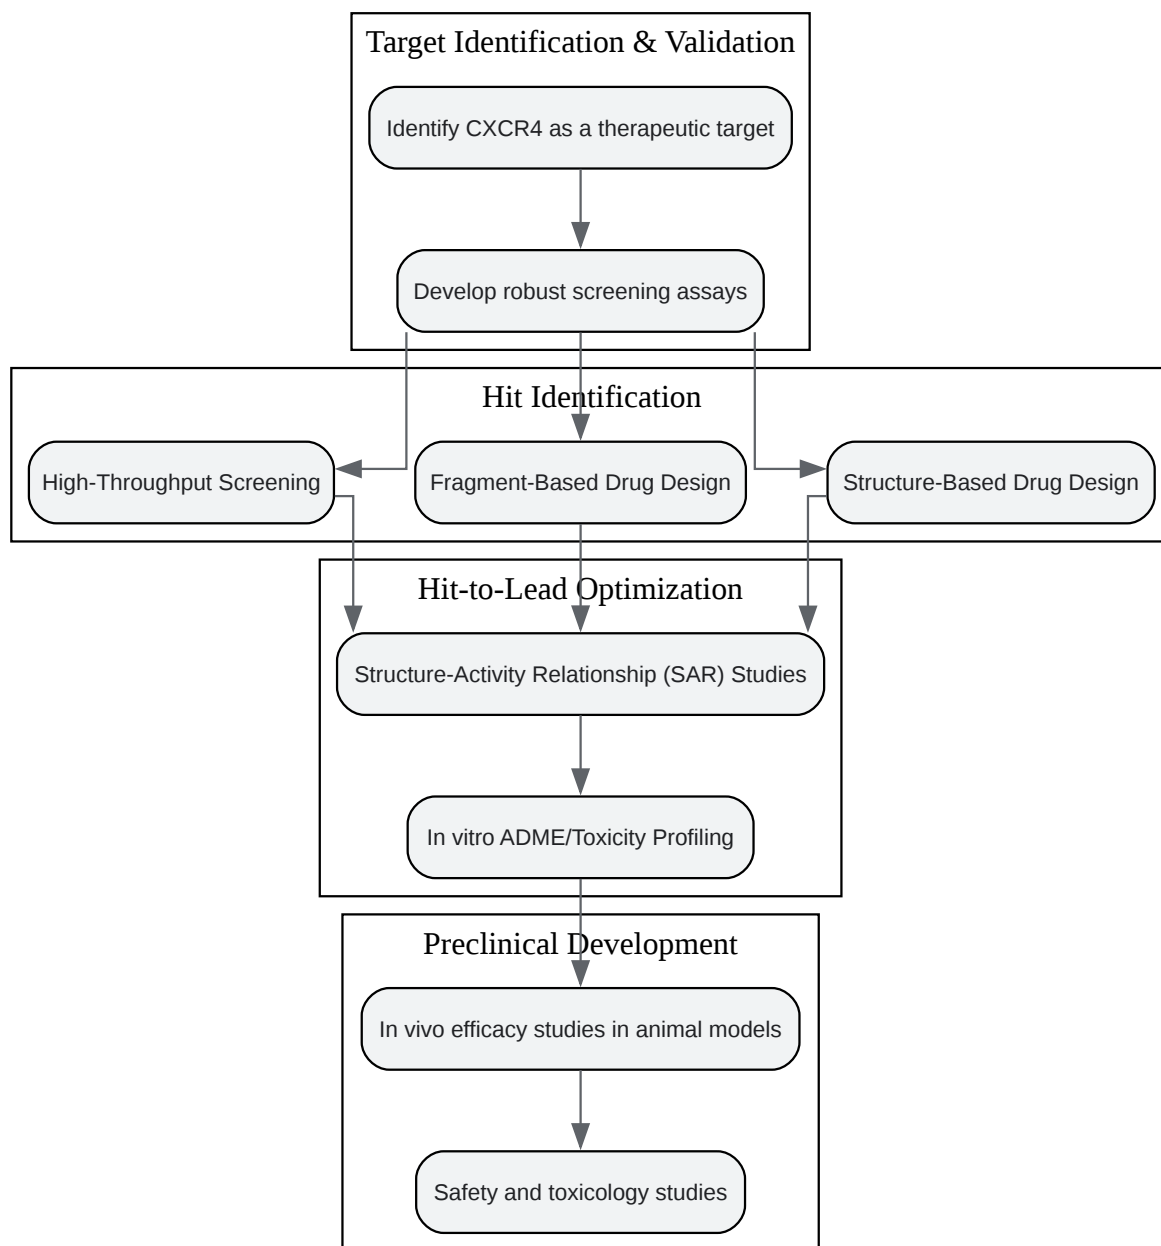 Target Identification & Validation
Identify CXCR4 as a therapeutic target
Develop robust screening assays
Hit Identification
High-Throughput Screening
Fragment-Based Drug Design
Structure-Based Drug Design
Hit-to-Lead Optimization
Structure-Activity Relationship (SAR) Studies
In vitro ADME/Toxicity Profiling
Preclinical Development
In vivo efficacy studies in animal models
Safety and toxicology studies